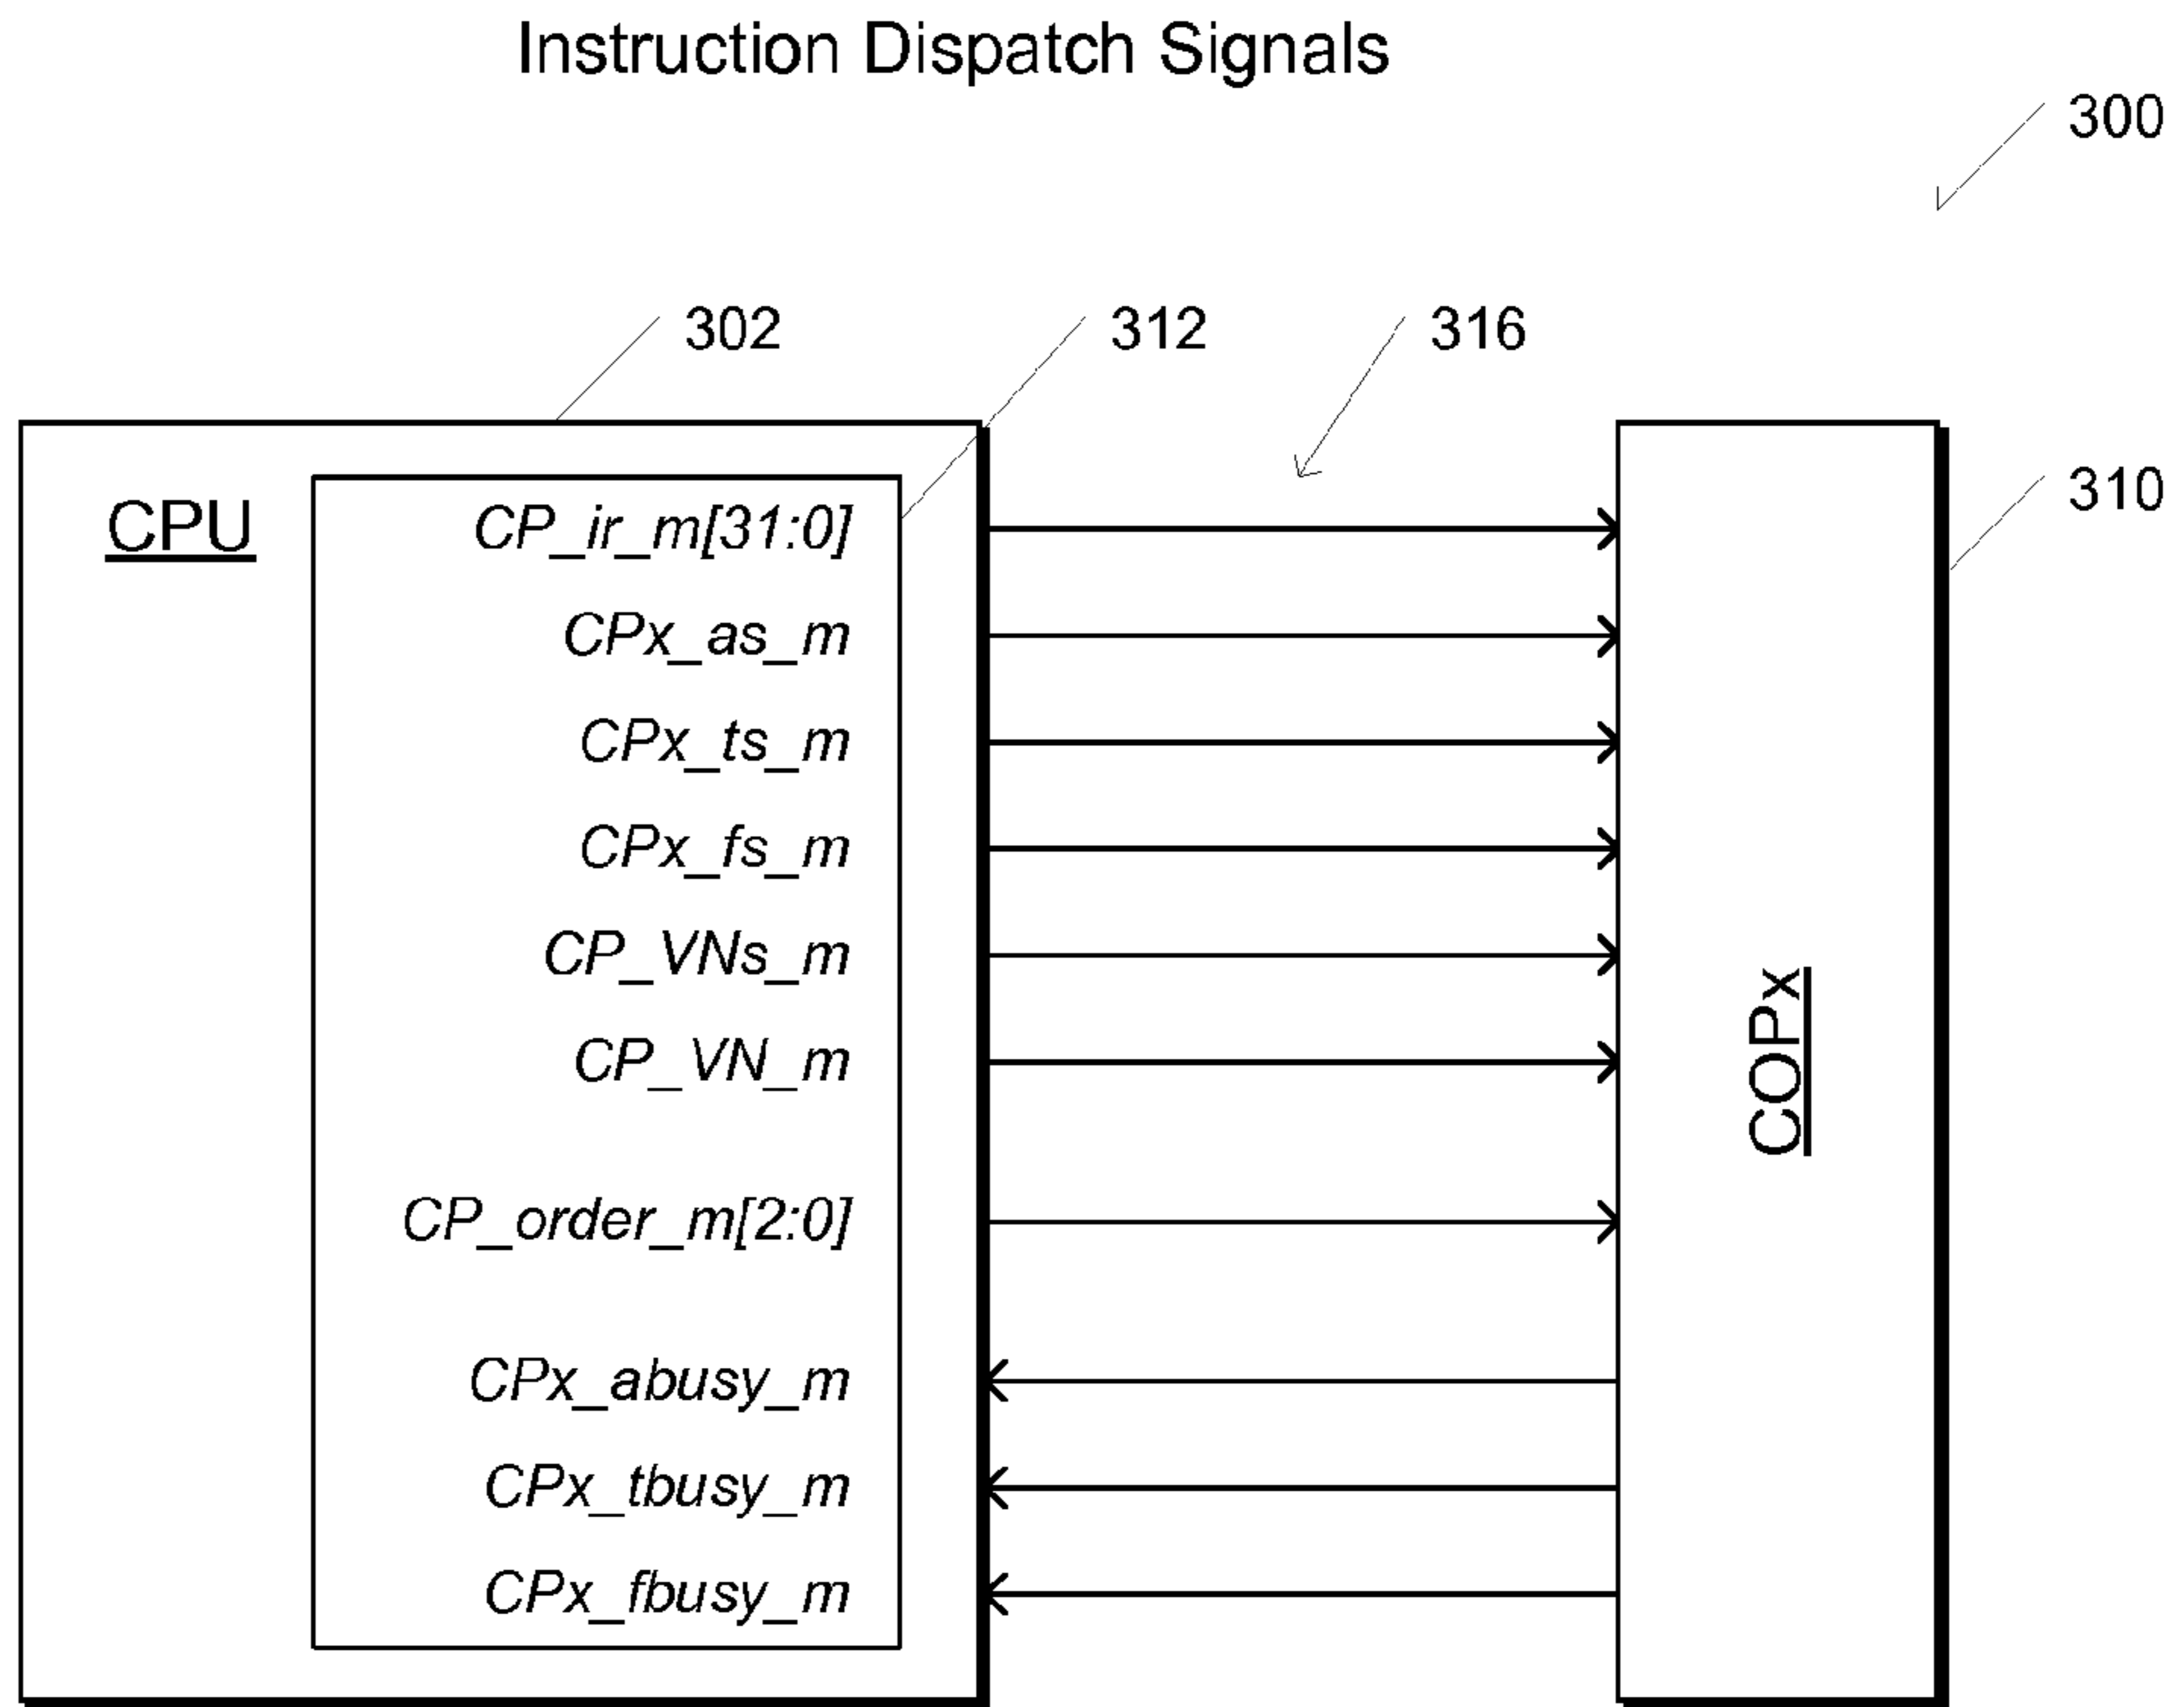 Instruction Dispatch Signals
300
302
312
316
310
CPU
CP_ir_m[31:0]
CPx_as_m
CPx_ts_m
CPx_fs_m
CP_VNs_m
CP_VN_m
CP_order_m[2:0]
CPx_abusy_m
CPx_tbusy_m
CPx_fbusy_m
COPx